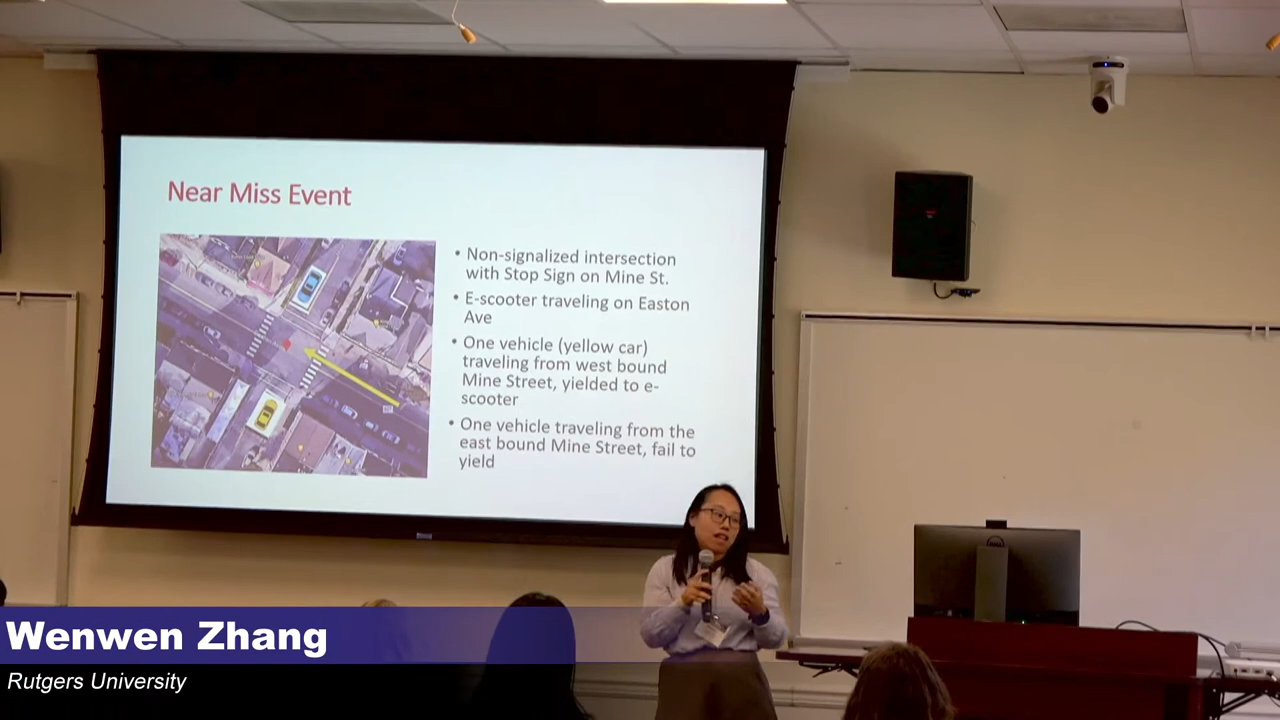 Near Miss Event
• Non-signalized intersection
with Stop Sign on Mine St.
• E-scooter traveling on Easton
Ave
• One vehicle (yellow car)
traveling from west bound
Mine Street, yielded to e-
scooter
• One vehicle traveling from the
east bound Mine Street, fail to
yield
DELL
Wenwen Zhang
Rutgers University